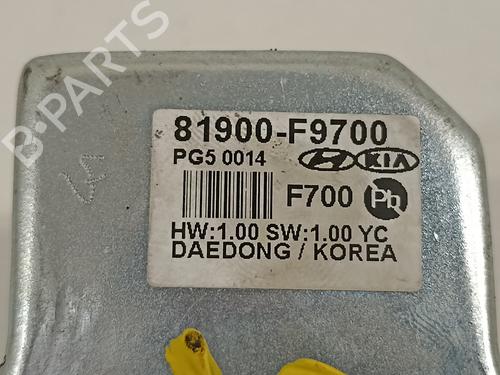 B-PARTS
81900-F9700
PG5 0014
KIA
F700 Pb
HW:1.00 SW:1.00 YC
DAEDONG / KOREA